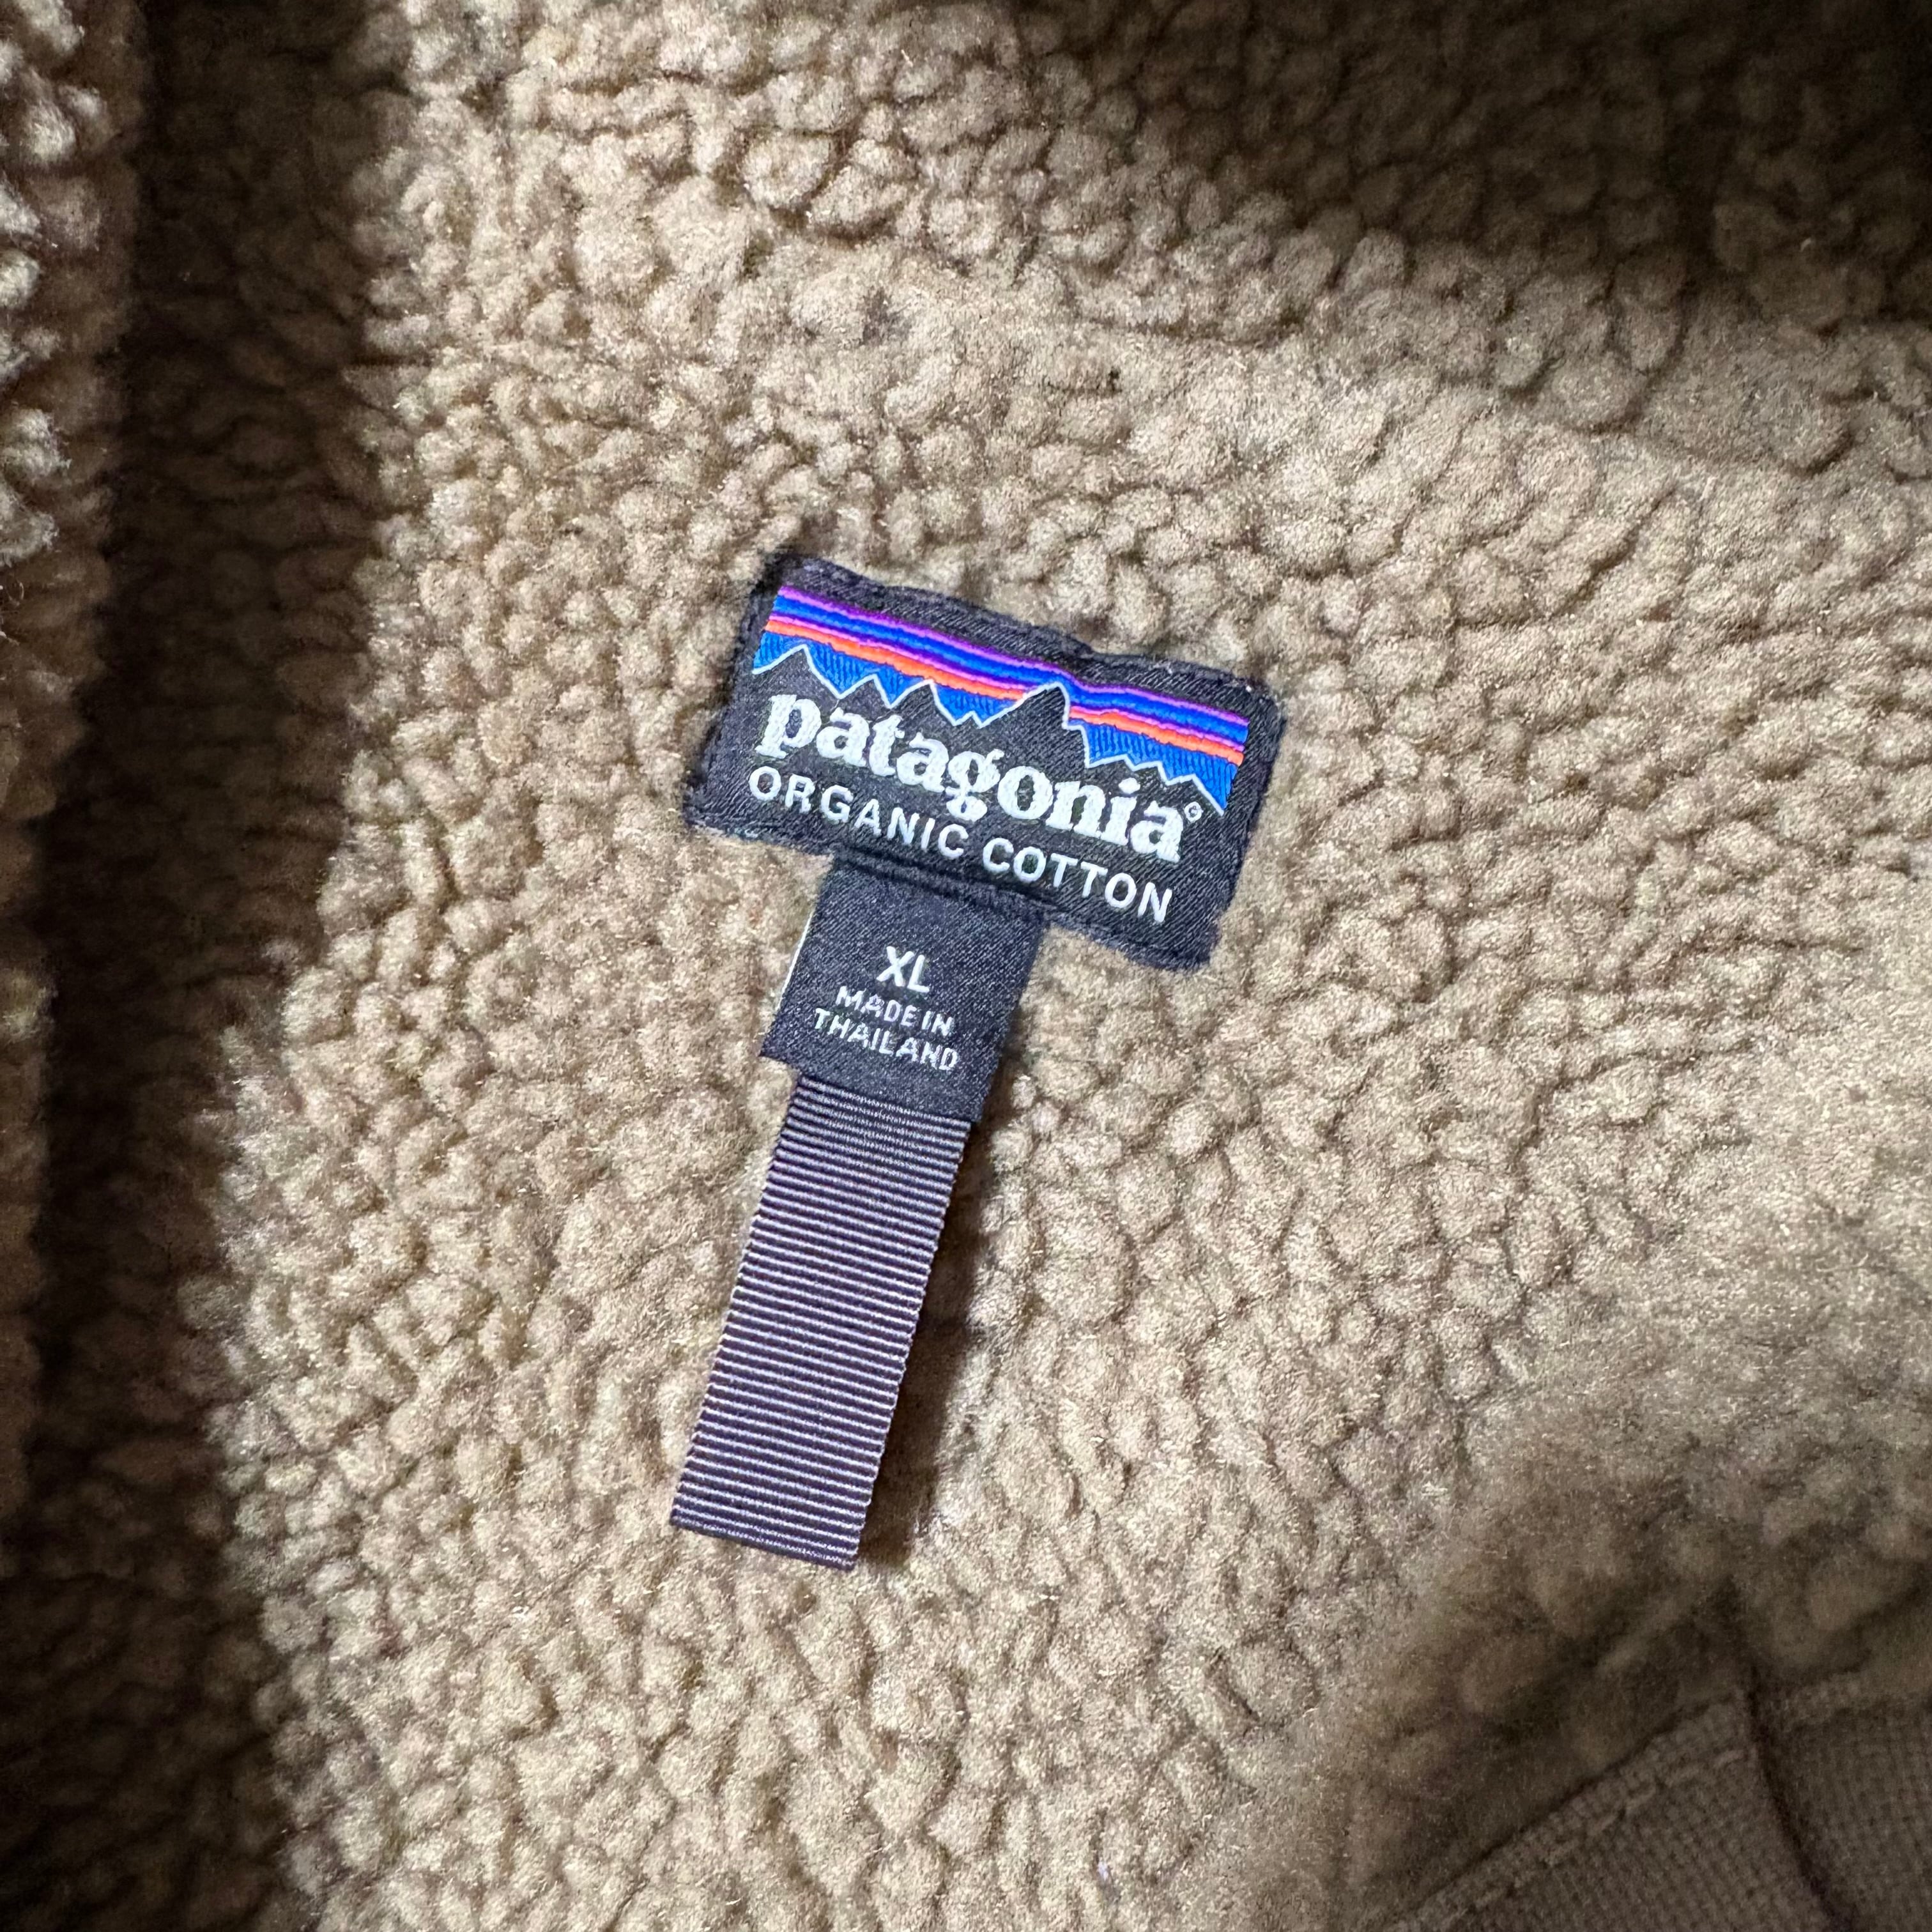 patagonia®
ORGANIC COTTON
XL
MADE IN
THAILAND